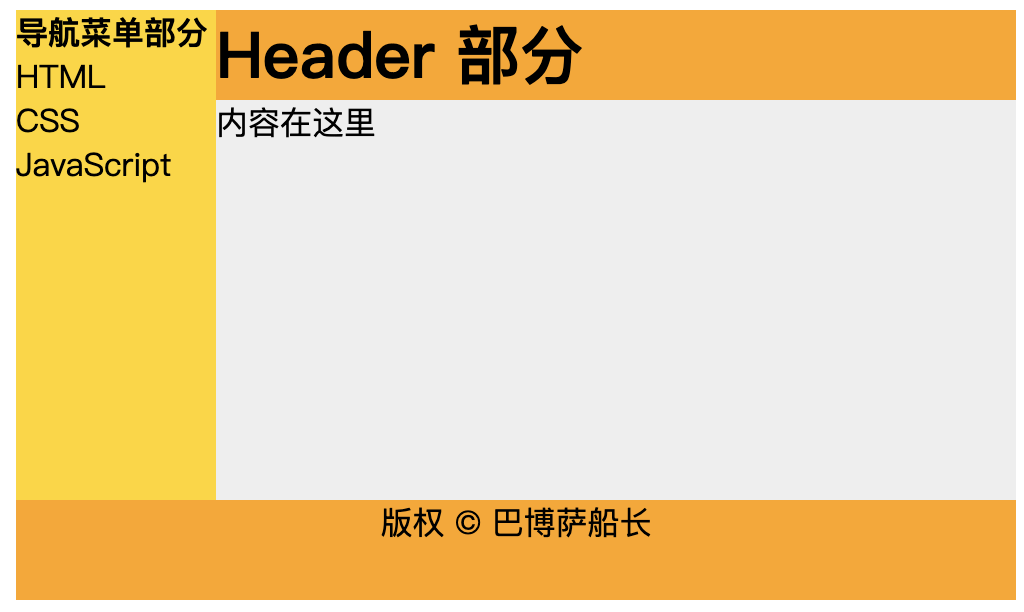 导航菜单部分
HTML
CSS
JavaScript
Header 部分
内容在这里
版权 © 巴博萨船长